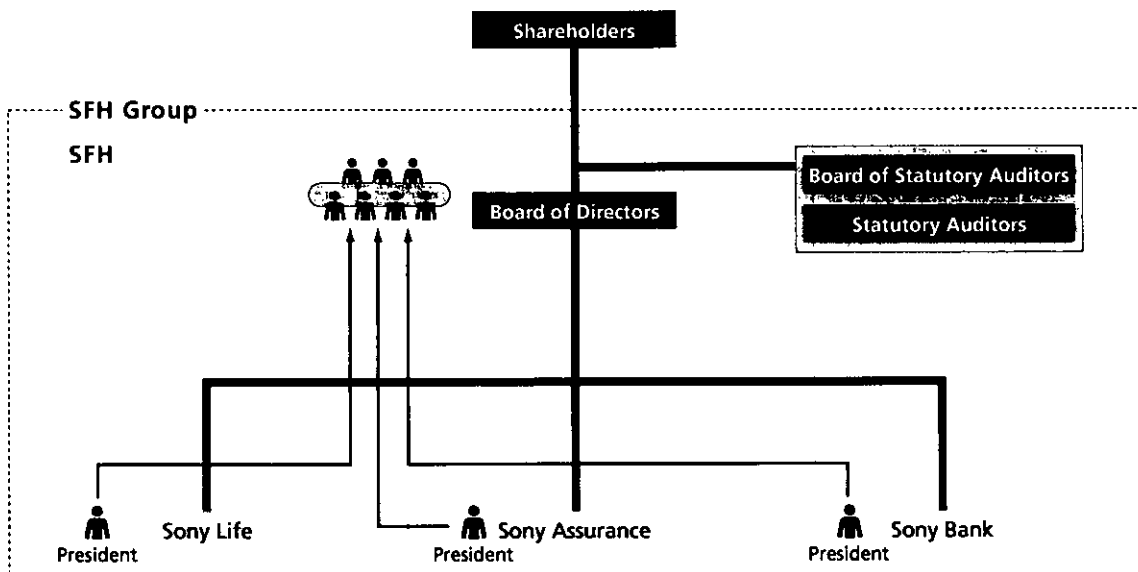 Shareholders
SFH Group
SFH
Board of Directors
Board of Statutory Auditors
Statutory Auditors
President
Sony Life
President
Sony Assurance
President
Sony Bank